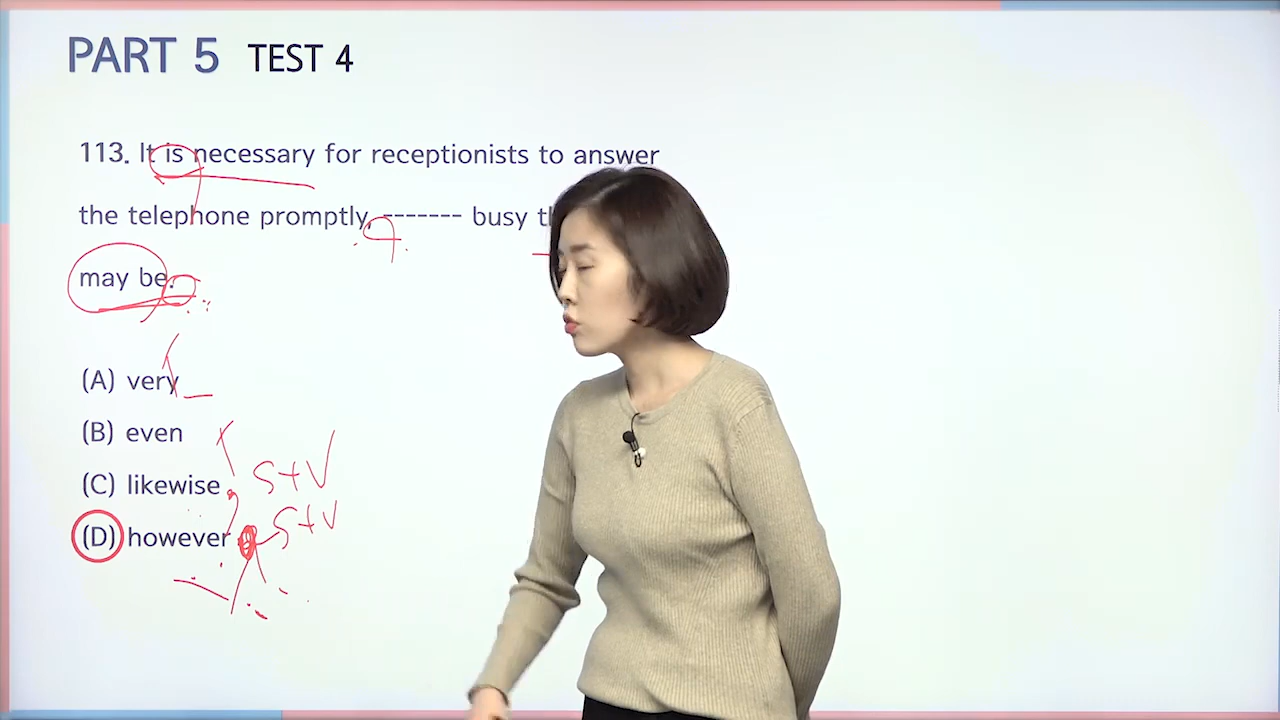 PART 5 TEST 4
113. It is necessary for receptionists to answer
the telephone promptly, ------- busy
may be.
(A) very
(B) even
(C) likewise
S+V
(D) however
S+V